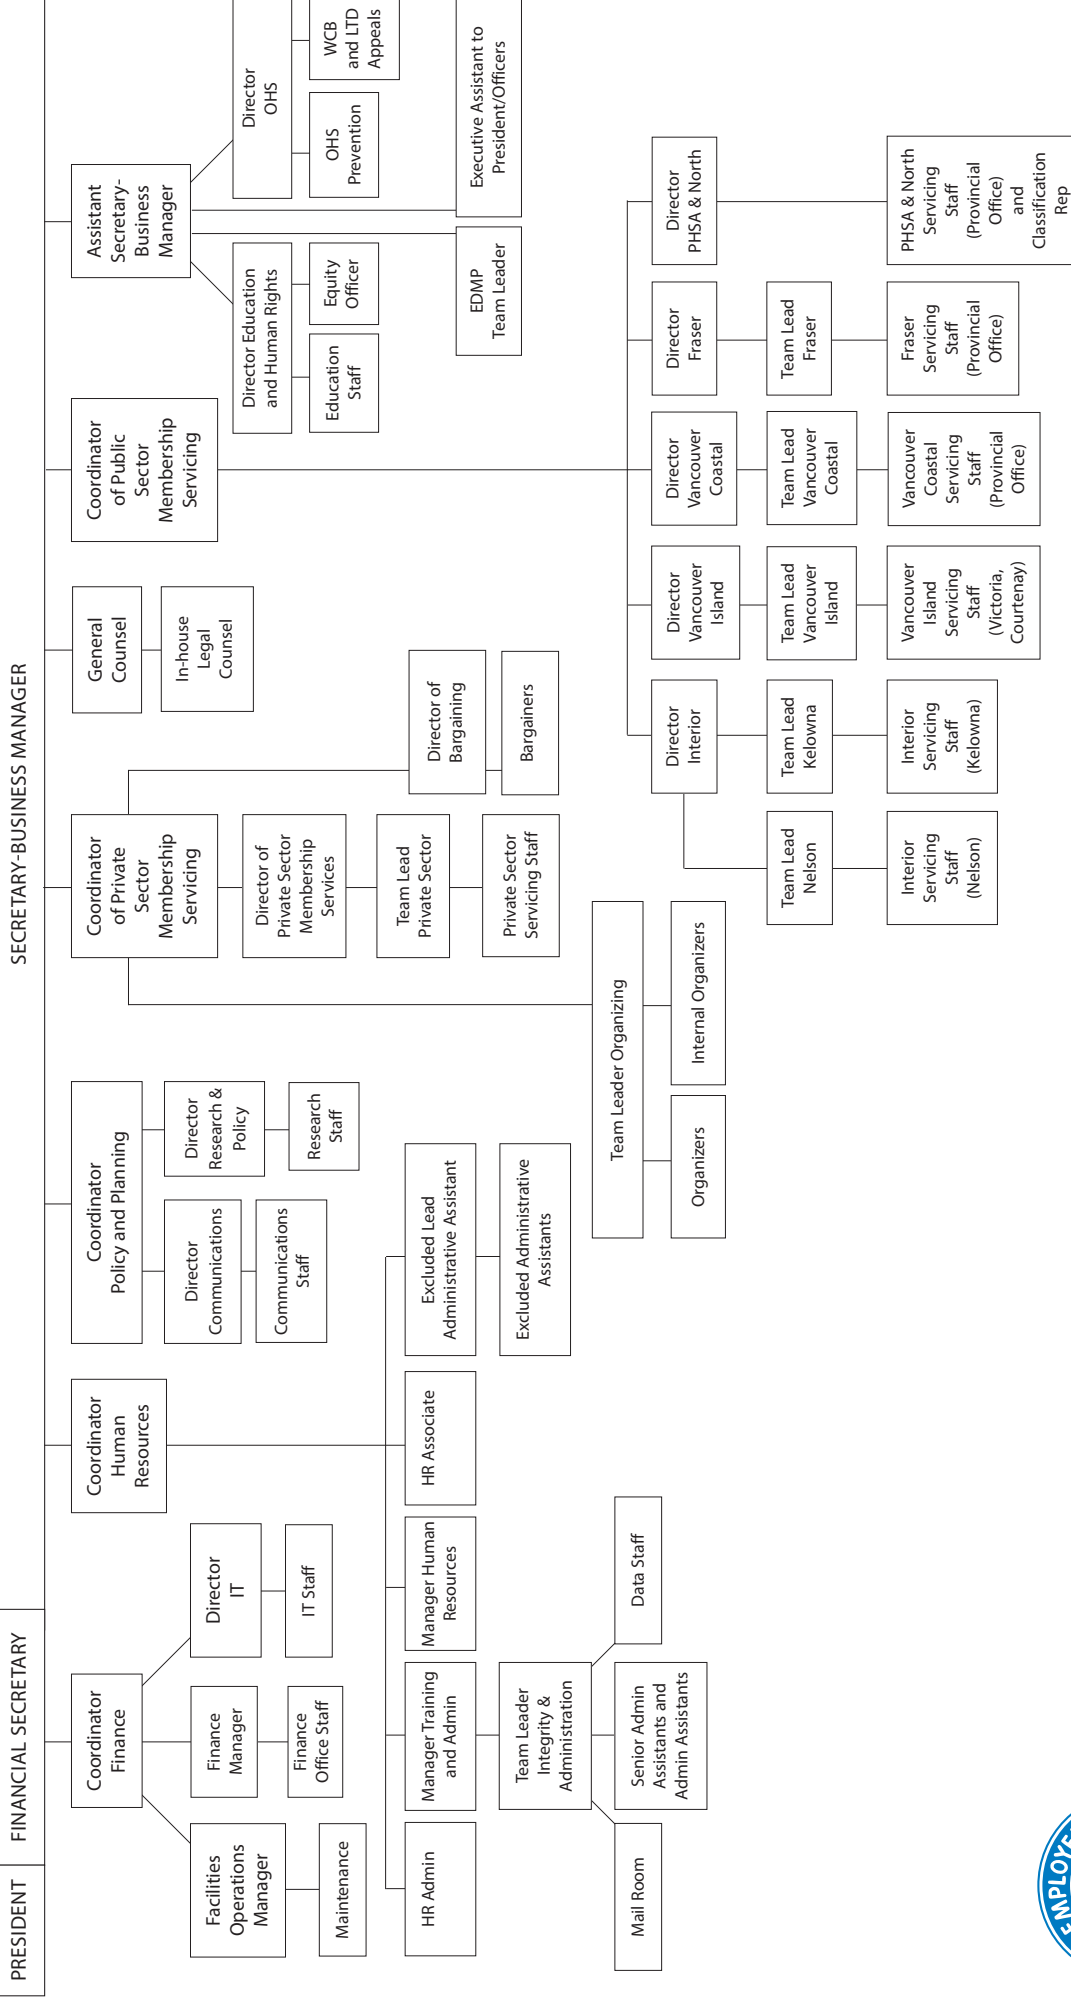 PRESIDENT
FINANCIAL SECRETARY
SECRETARY-BUSINESS MANAGER
Coordinator
Finance
Facilities
Operations
Manager
Maintenance
Finance
Manager
Finance
Office Staff
Director
IT
IT Staff
Coordinator
Human
Resources
HR Admin
Manager Training
and Admin
Team Leader
Integrity &
Administration
Mail Room
Senior Admin
Assistants and
Admin Assistants
Data Staff
Manager Human
Resources
HR Associate
Excluded Lead
Administrative Assistant
Excluded Administrative
Assistants
Coordinator
Policy and Planning
Director
Communications
Communications
Staff
Director
Research &
Policy
Research
Staff
Coordinator
of Private
Sector
Membership
Servicing
Team Leader Organizing
Organizers
Internal Organizers
Director of
Private Sector
Membership
Services
Team Lead
Private Sector
Private Sector
Servicing Staff
Director of
Bargaining
Bargainers
General
Counsel
In-house
Legal
Counsel
Coordinator
of Public
Sector
Membership
Servicing
Director
Interior
Team Lead
Nelson
Interior
Servicing
Staff
(Nelson)
Team Lead
Kelowna
Interior
Servicing
Staff
(Kelowna)
Director
Vancouver
Island
Team Lead
Vancouver
Island
Vancouver
Island
Servicing
Staff
(Victoria,
Courtenay)
Director
Vancouver
Coastal
Team Lead
Vancouver
Coastal
Vancouver
Coastal
Servicing
Staff
(Provincial
Office)
Director
Fraser
Team Lead
Fraser
Fraser
Servicing
Staff
(Provincial
Office)
Director
PHSA & North
PHSA & North
Servicing
Staff
(Provincial
Office)
and
Classification
Rep
Assistant
Secretary-
Business
Manager
Director Education
and Human Rights
Education
Staff
Equity
Officer
EDMP
Team Leader
Executive Assistant to
President/Officers
Director
OHS
OHS
Prevention
WCB
and LTD
Appeals